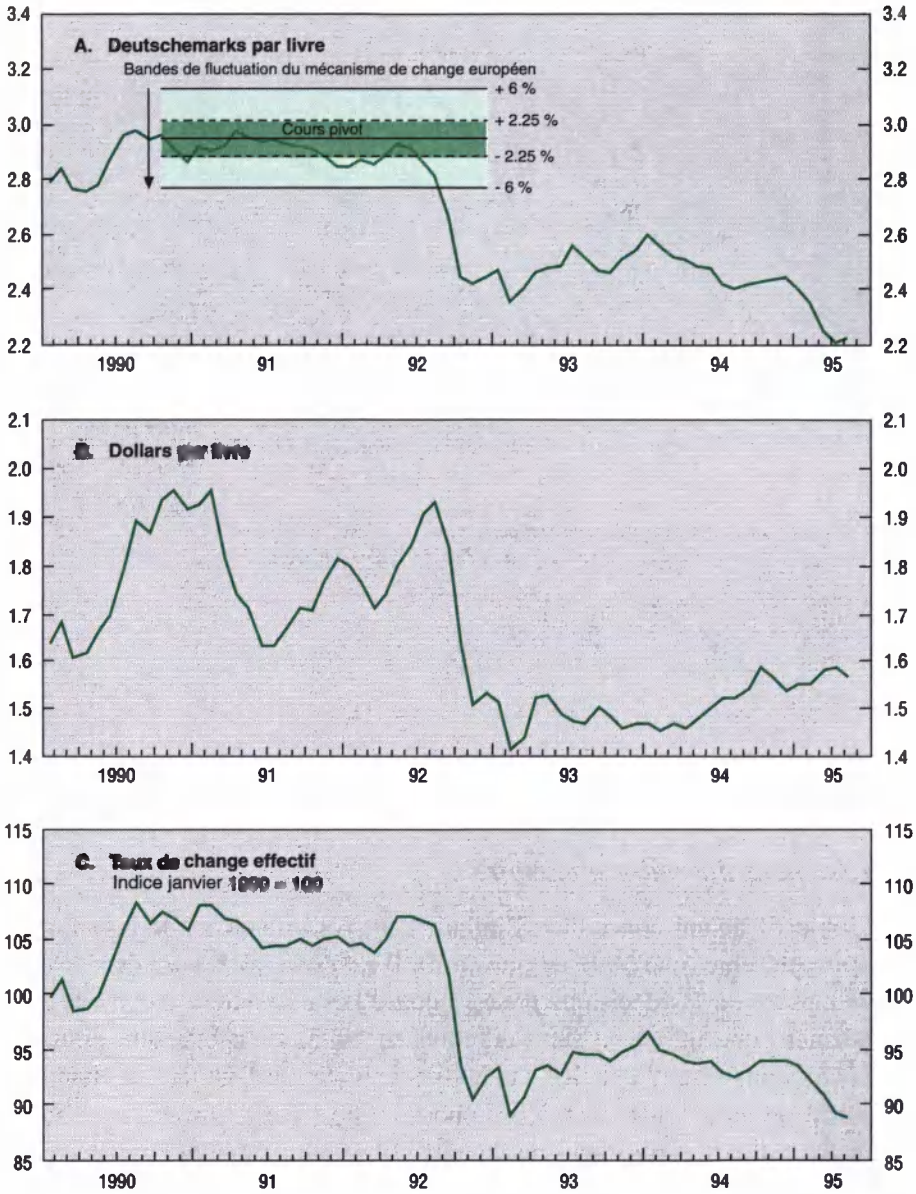 A. Deutschemarks par livre
Bandes de fluctuation du mécanisme de change européen
+ 6 %
+ 2.25 %
Cours pivot
- 2.25 %
- 6 %
3.4 3.4
3.2 3.2
3.0 3.0
2.8 2.8
2.6 2.6
2.4 2.4
2.2 2.2
1990 91 92 93 94 95
B. Dollars par livre
2.1 2.1
2.0 2.0
1.9 1.9
1.8 1.8
1.7 1.7
1.6 1.6
1.5 1.5
1.4 1.4
1990 91 92 93 94 95
C. Taux de change effectif
Indice janvier 1990 = 100
115 115
110 110
105 105
100 100
95 95
90 90
85 85
1990 91 92 93 94 95